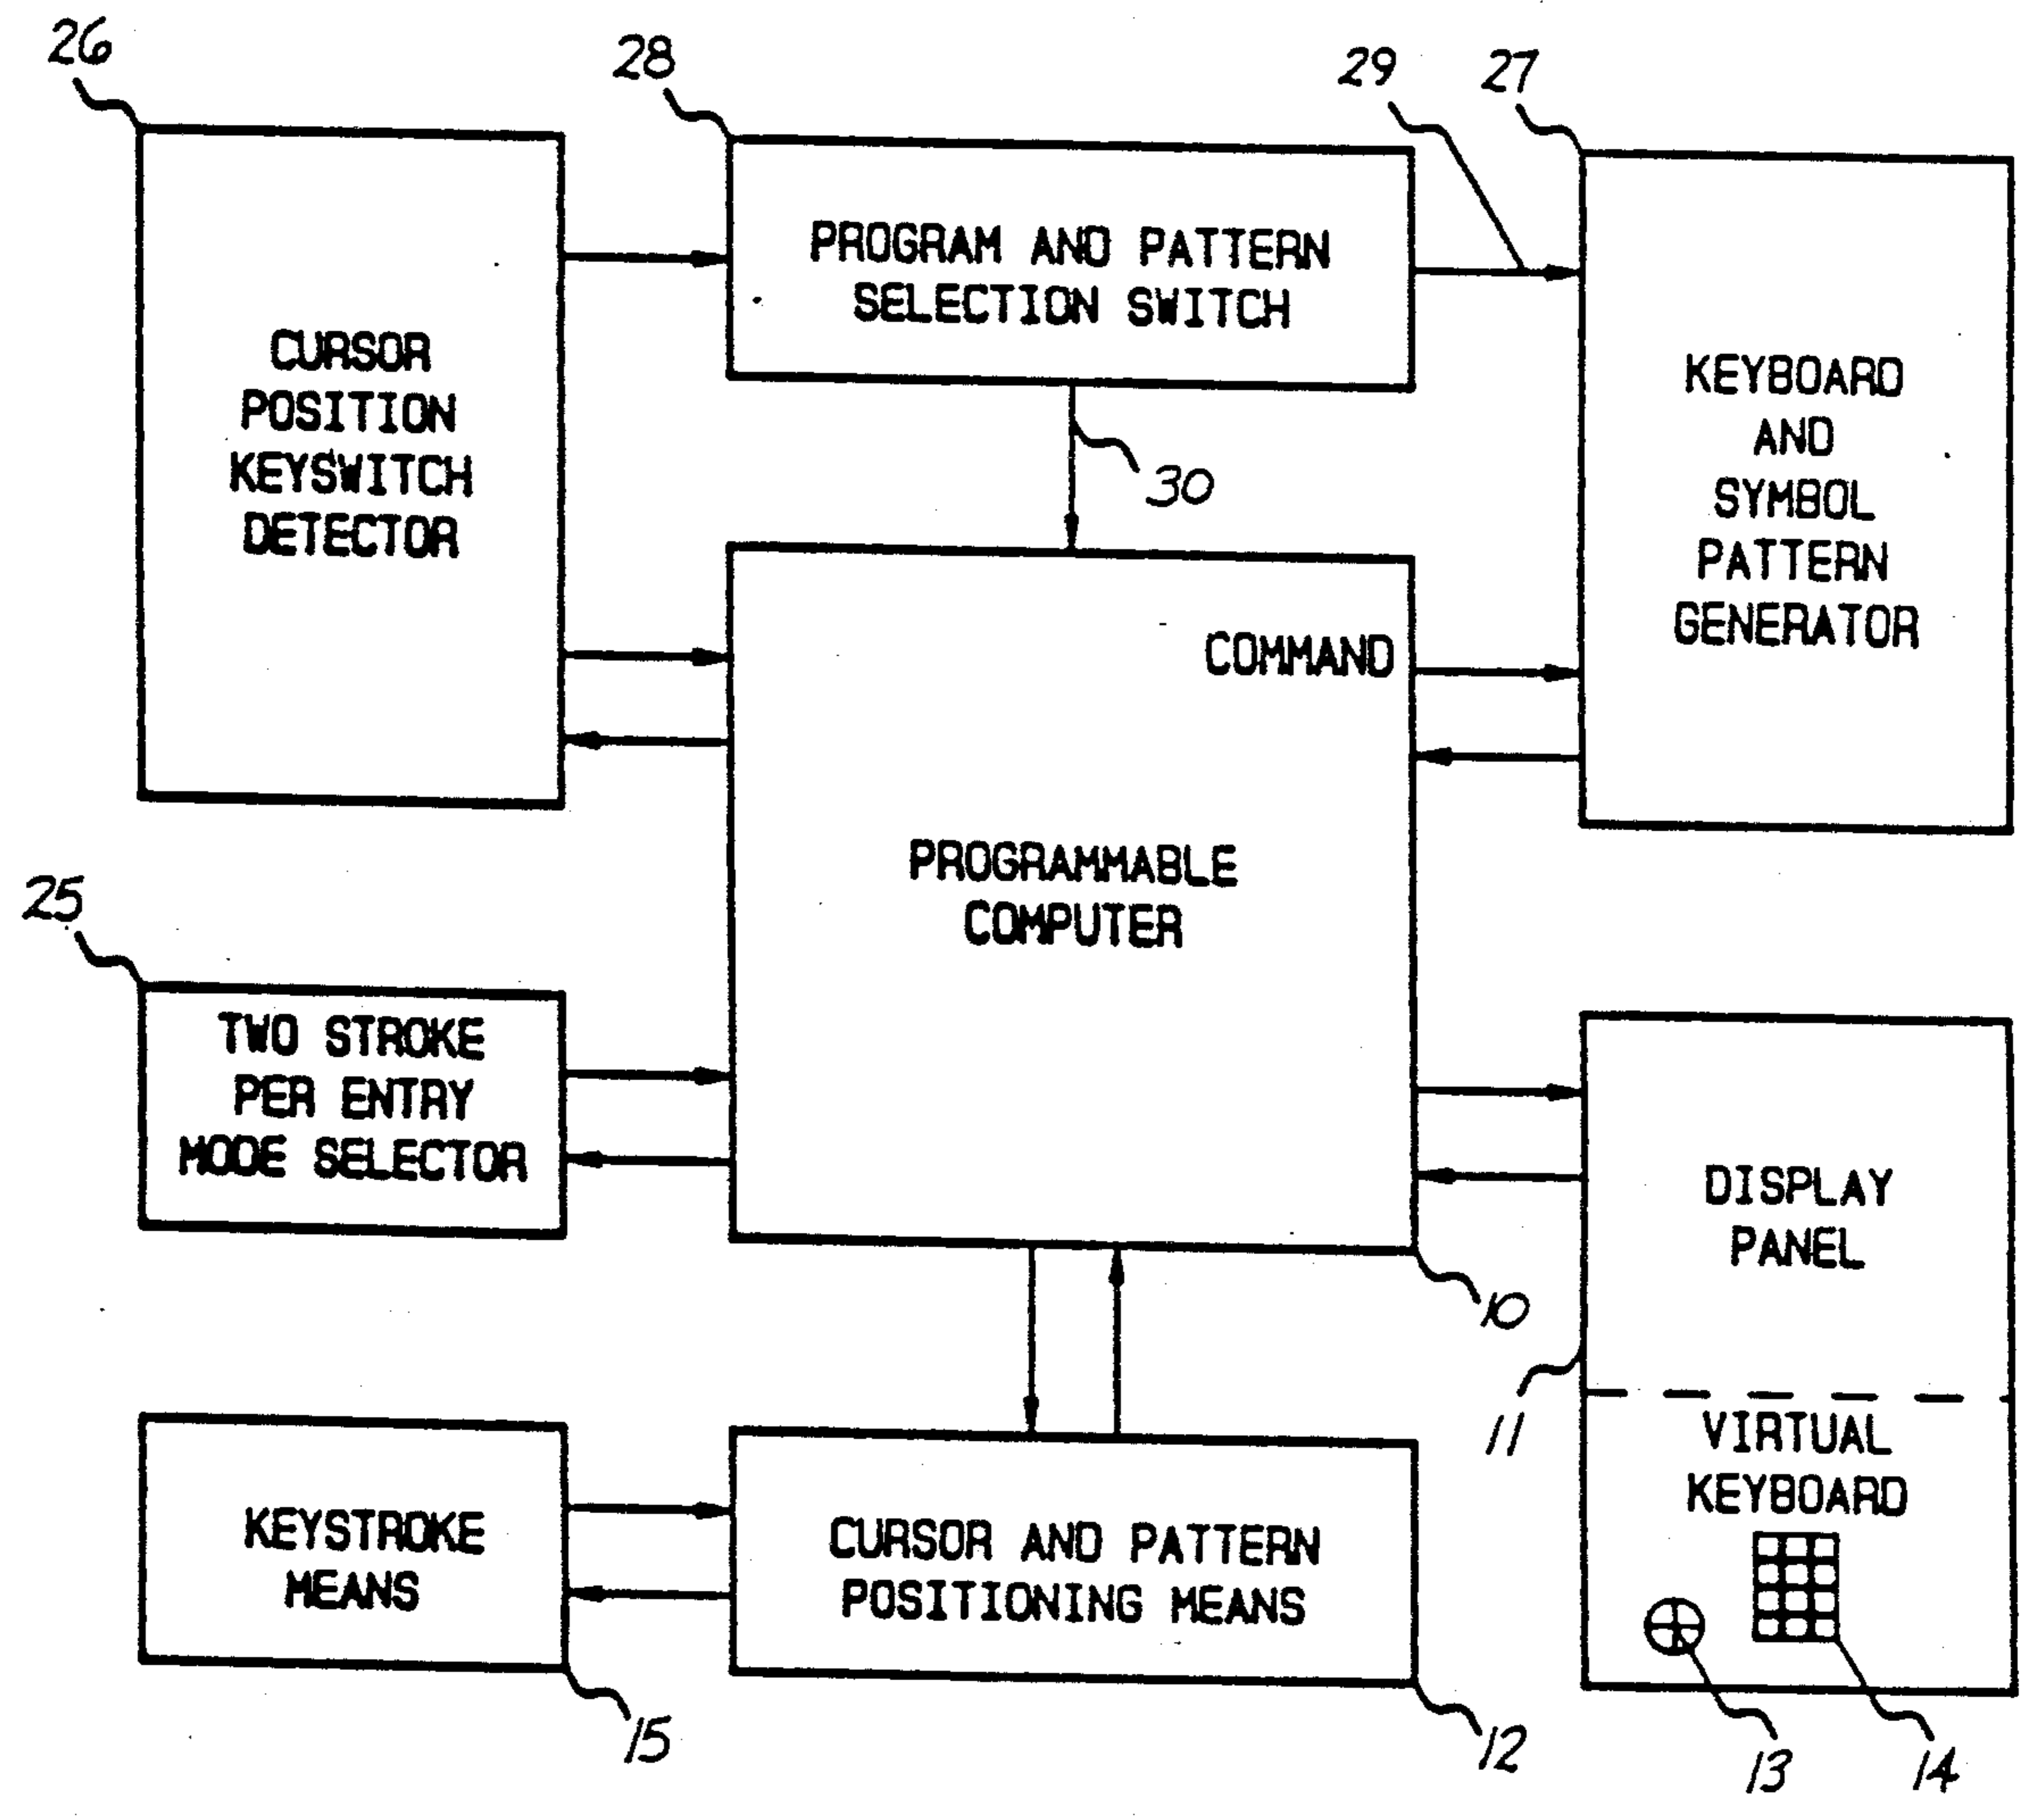 26
28
29
27
PROGRAM AND PATTERN
SELECTION SWITCH
CURSOR
POSITION
KEYSWITCH
DETECTOR
KEYBOARD
AND
SYMBOL
PATTERN
GENERATOR
30
COMMAND
PROGRAMMABLE
COMPUTER
25
TWO STROKE
PER ENTRY
MODE SELECTOR
DISPLAY
PANEL
10
11
VIRTUAL
KEYBOARD
KEYSTROKE
MEANS
CURSOR AND PATTERN
POSITIONING MEANS
15
12
13
14